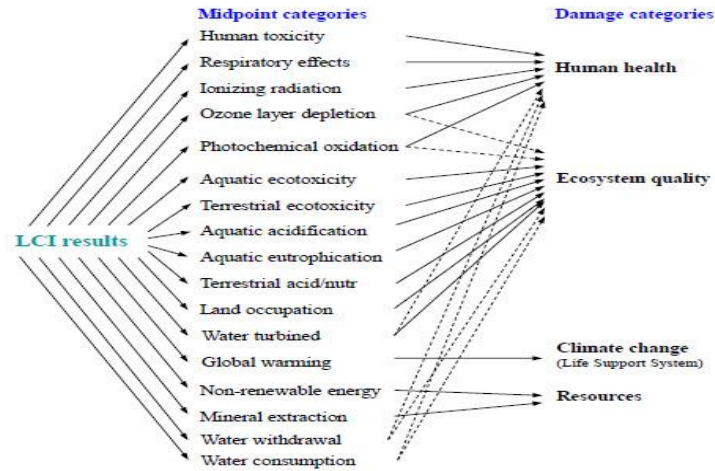 Midpoint categories
Damage categories
Human toxicity
Respiratory effects
Human health
Ionizing radiation
Ozone layer depletion
Photochemical oxidation
Aquatic ecotoxicity
Ecosystem quality
Terrestrial ecotoxicity
LCI results
Aquatic acidification
Aquatic eutrophication
Terrestrial acid/nutr
Land occupation
Water turbined
Climate change
Global warming
(Life Support System)
Non-renewable energy
Resources
Mineral extraction
Water withdrawal
Water consumption